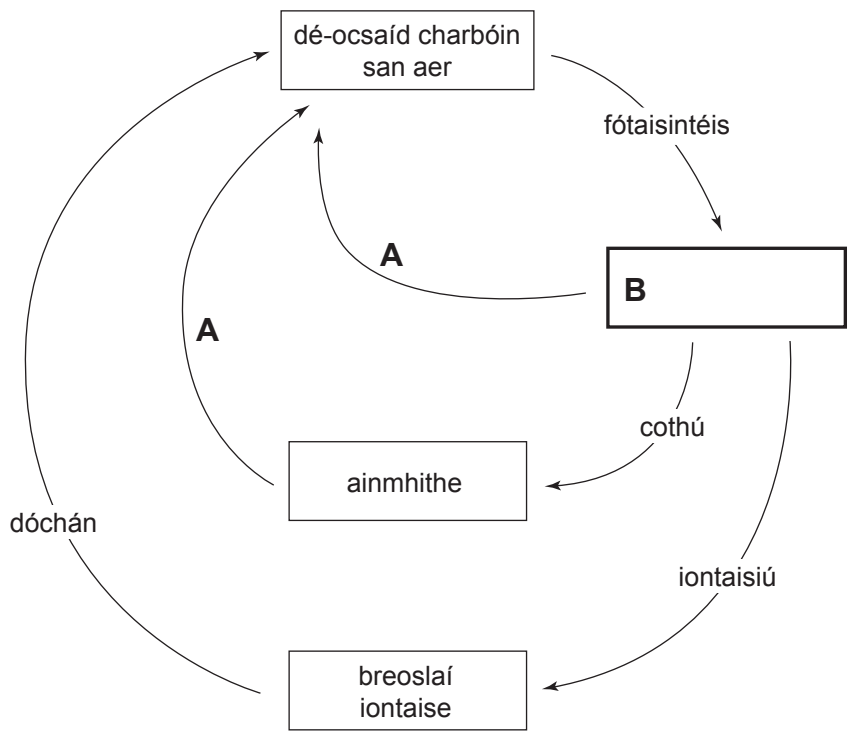 dé-ocsaíd charbóin
san aer
fótaisintéis
A
B
A
cothú
ainmhithe
dóchán
iontaisiú
breoslaí
iontaise